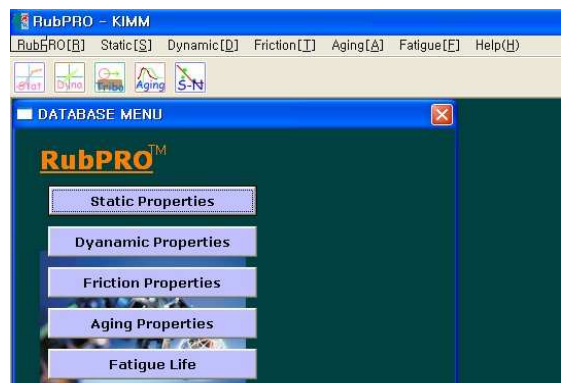 RubPRO - KIMM
RubPRO[R] Static[S] Dynamic[D] Friction[T] Aging[A] Fatigue[F] Help(H)
Stat Dyna Tribo Aging S-N
DATABASE MENU
RubPRO™
Static Properties
Dyanamic Properties
Friction Properties
Aging Properties
Fatigue Life